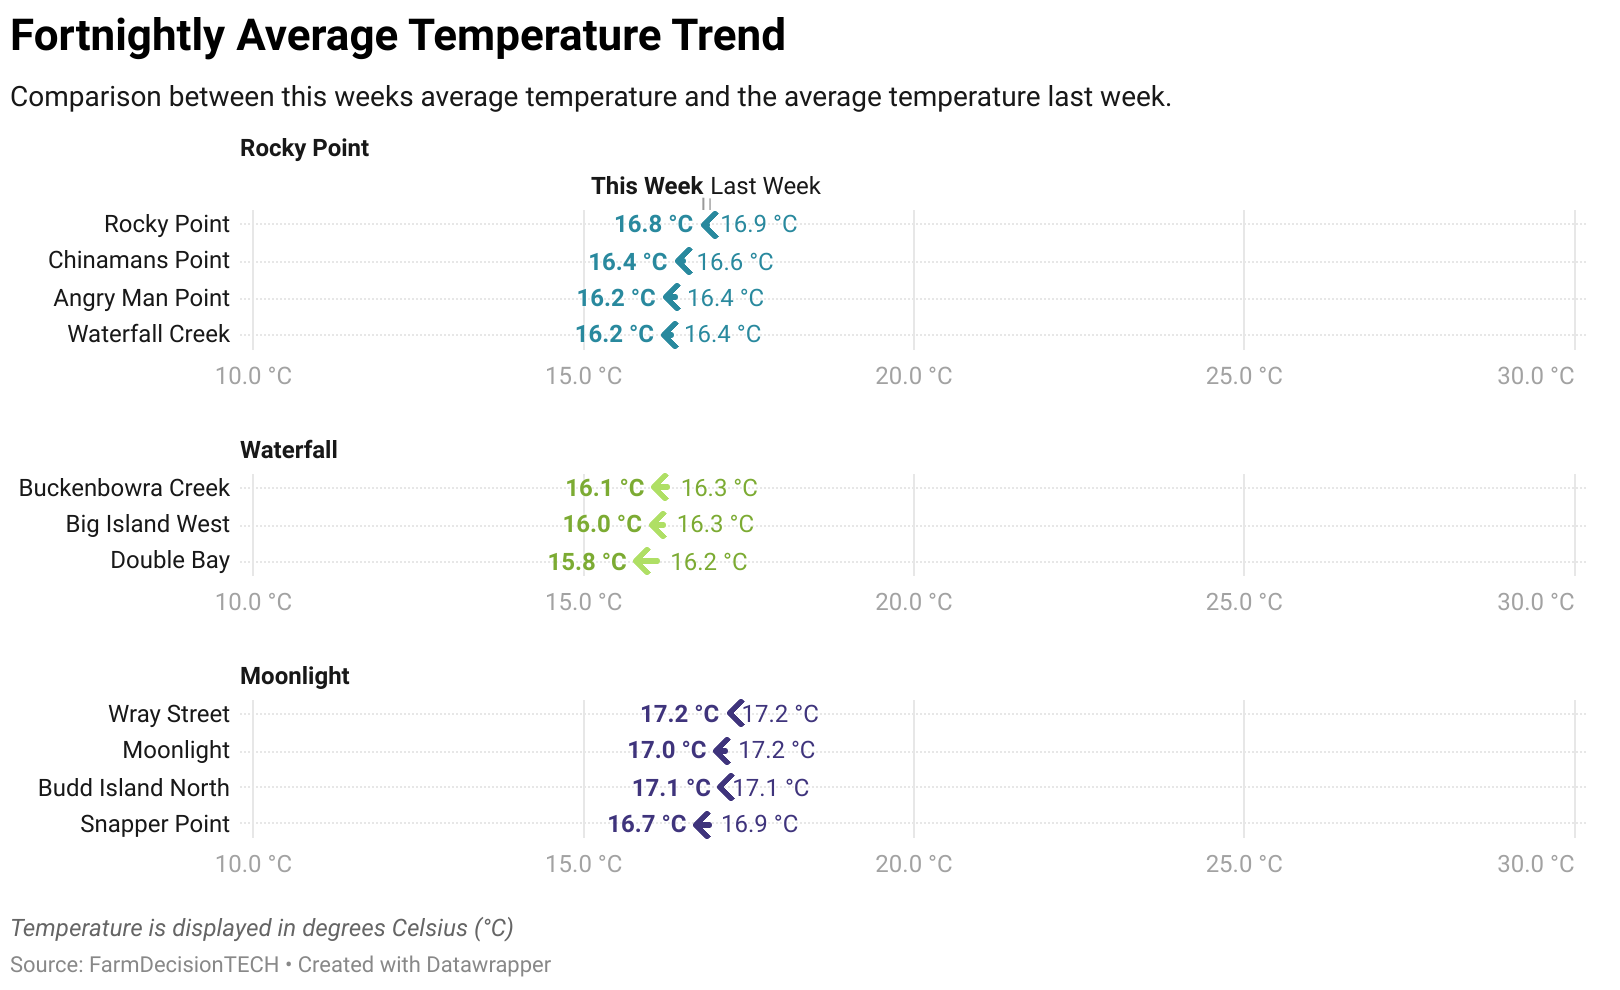 Fortnightly Average Temperature Trend
Comparison between this weeks average temperature and the average temperature last week.
Rocky Point
This Week Last Week
Rocky Point 16.8 °C 16.9 °C
Chinamans Point 16.4 °C 16.6 °C
Angry Man Point 16.2 °C 16.4 °C
Waterfall Creek 16.2 °C 16.4 °C
10.0 °C 15.0 °C 20.0 °C 25.0 °C 30.0 °C
Waterfall
Buckenbowra Creek 16.1 °C 16.3 °C
Big Island West 16.0 °C 16.3 °C
Double Bay 15.8 °C 16.2 °C
10.0 °C 15.0 °C 20.0 °C 25.0 °C 30.0 °C
Moonlight
Wray Street 17.2 °C 17.2 °C
Moonlight 17.0 °C 17.2 °C
Budd Island North 17.1 °C 17.1 °C
Snapper Point 16.7 °C 16.9 °C
10.0 °C 15.0 °C 20.0 °C 25.0 °C 30.0 °C
Temperature is displayed in degrees Celsius (°C)
Source: FarmDecisionTECH • Created with Datawrapper